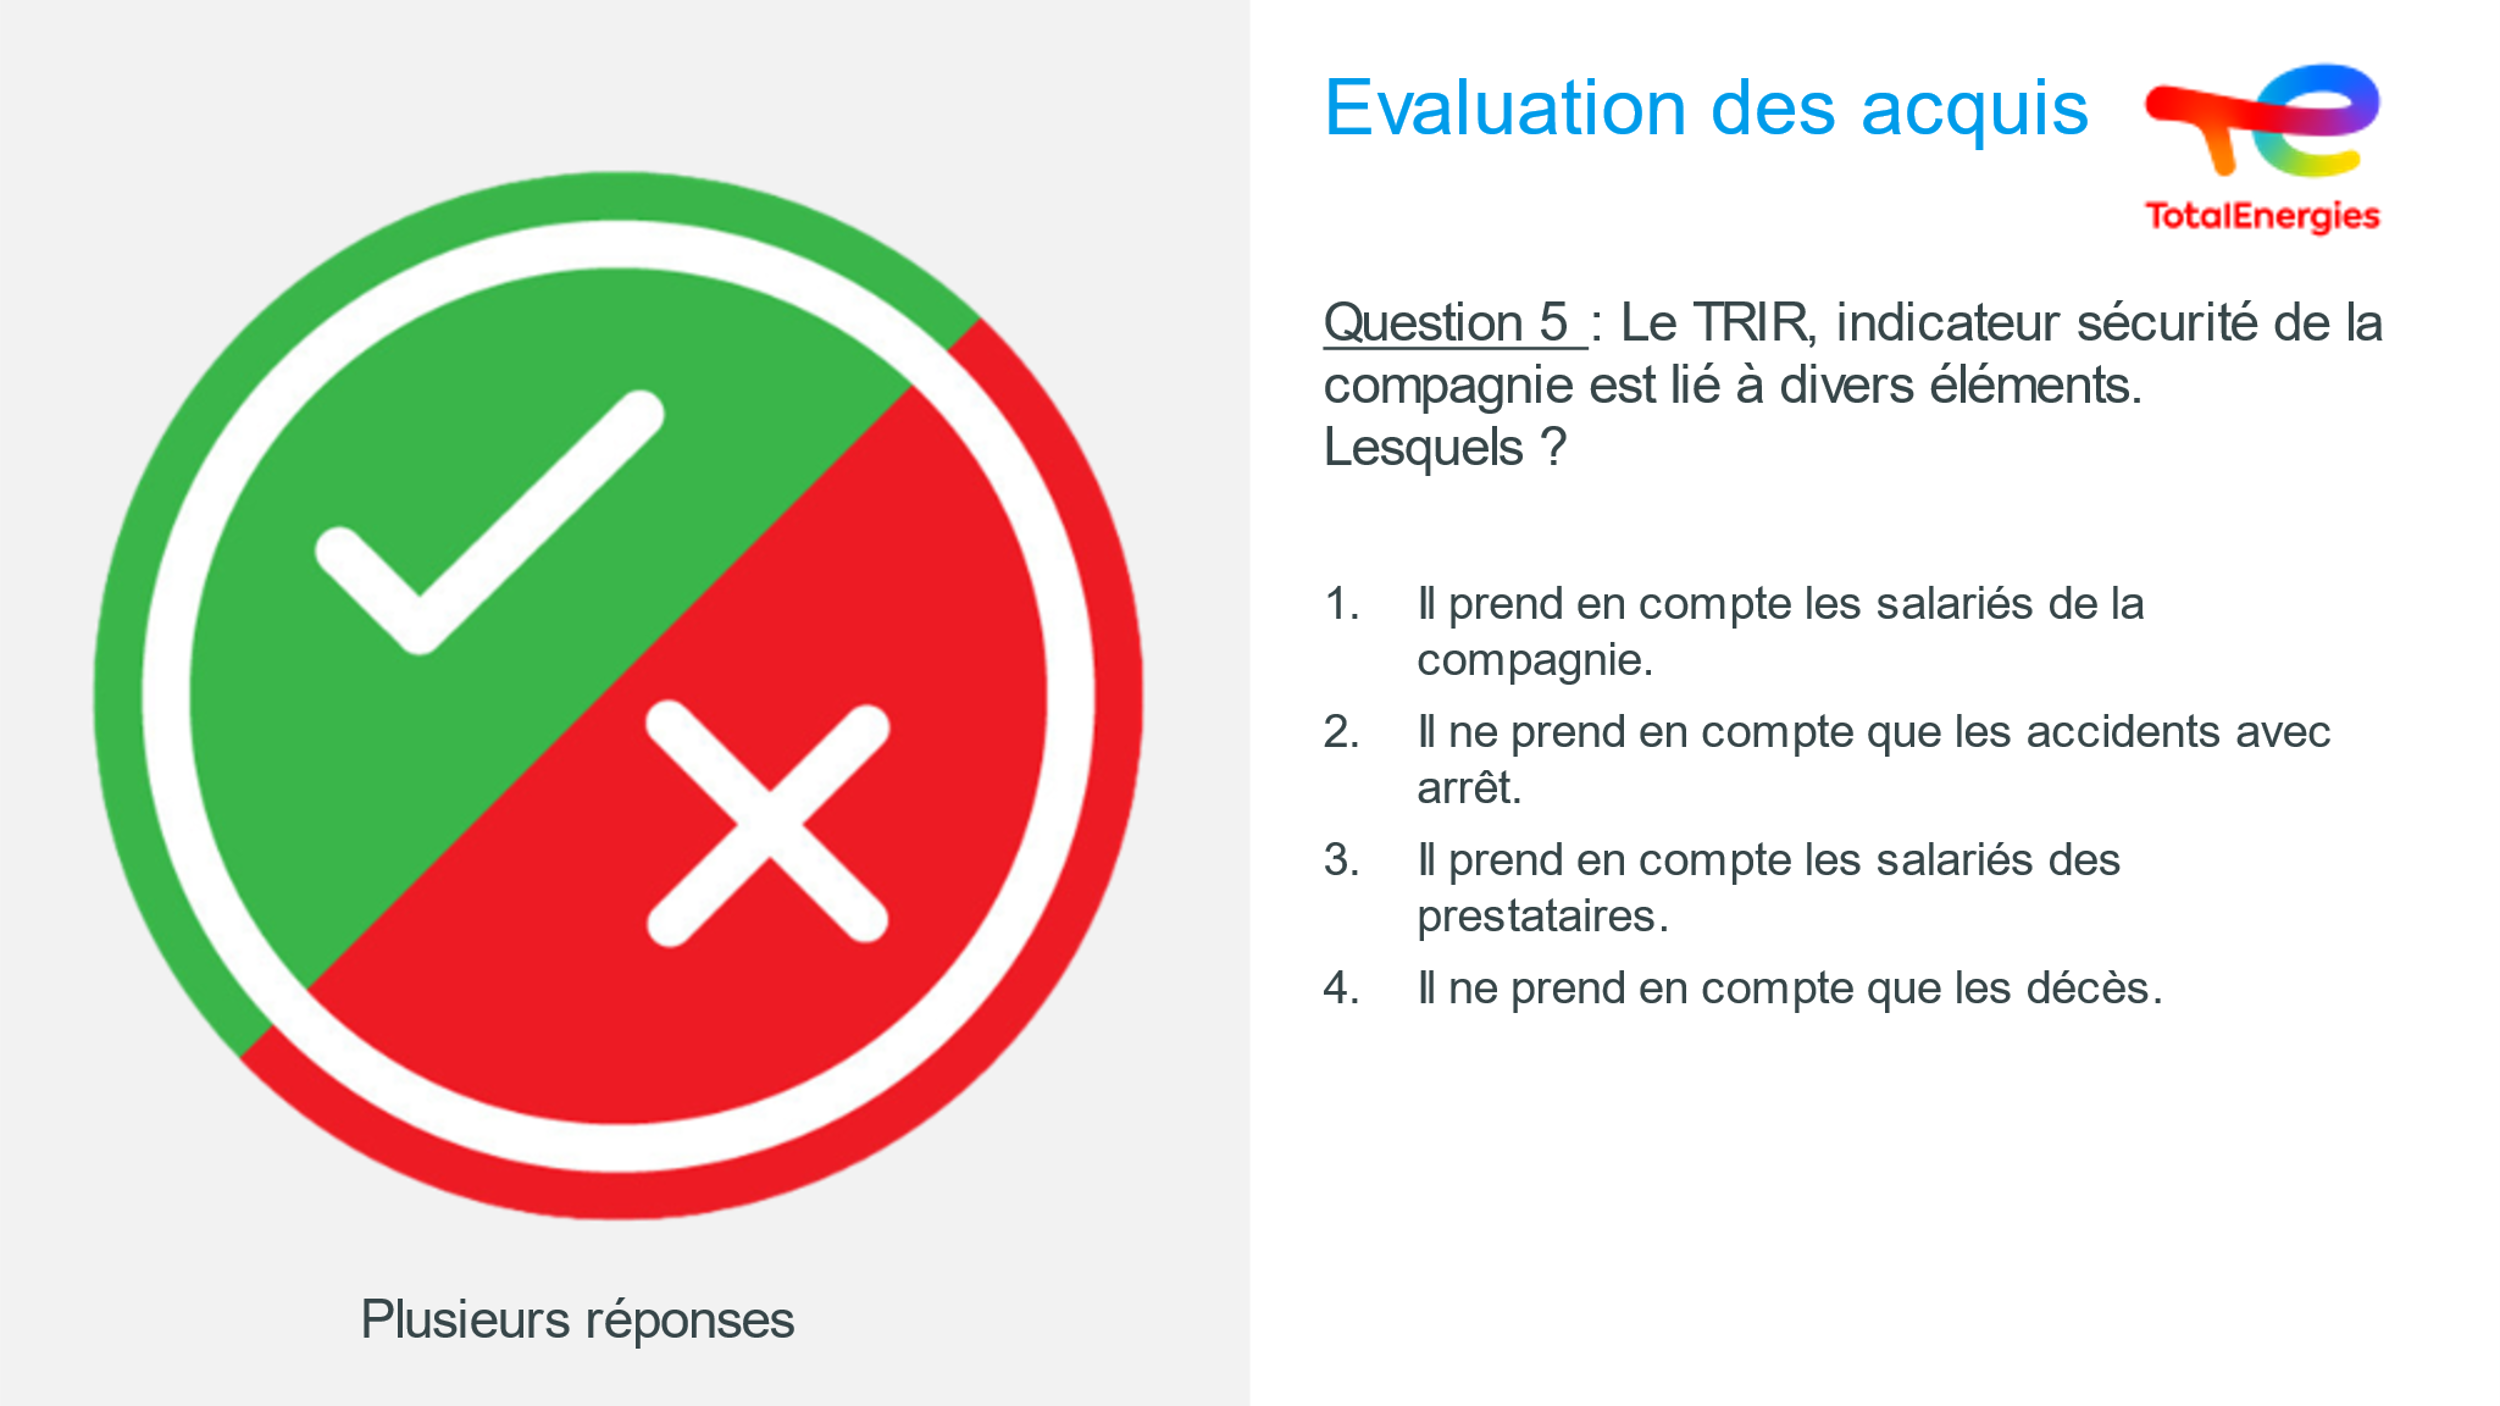 Evaluation des acquis
TotalEnergies
Question 5 : Le TRIR, indicateur sécurité de la
compagnie est lié à divers éléments.
Lesquels ?
1. Il prend en compte les salariés de la
compagnie.
2. Il ne prend en compte que les accidents avec
arrêt.
3. Il prend en compte les salariés des
prestataires.
4. Il ne prend en compte que les décès.
Plusieurs réponses